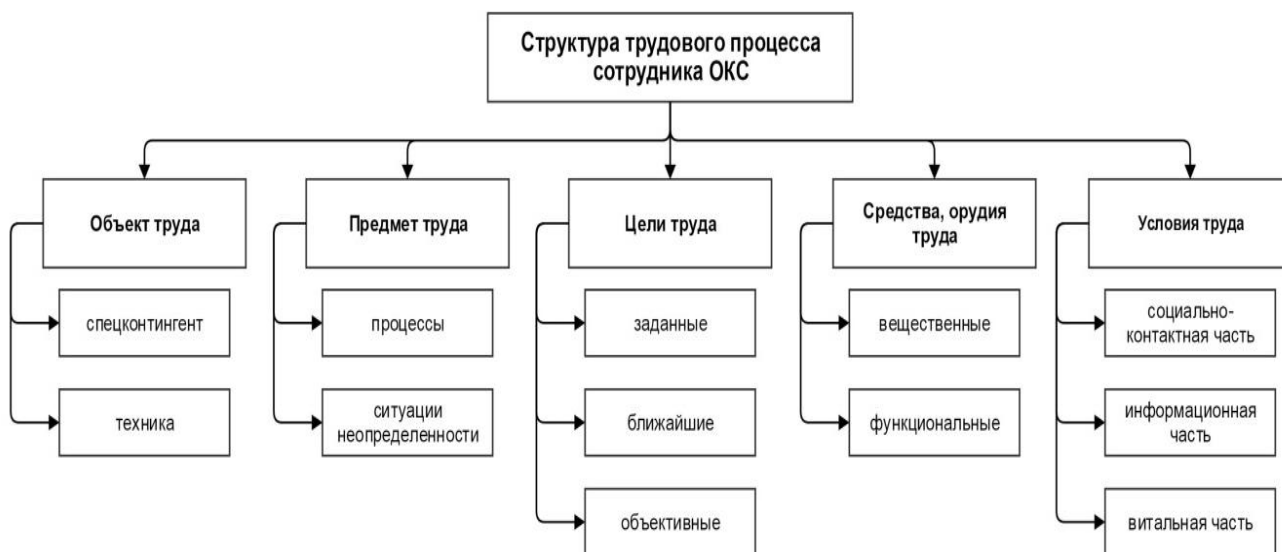 Структура трудового процесса
сотрудника ОКС
Объект труда
спецконтингент
техника
Предмет труда
процессы
ситуации
неопределенности
Цели труда
заданные
ближайшие
объективные
Средства, орудия
труда
вещественные
функциональные
Условия труда
социально-
контактная часть
информационная
часть
витальная часть